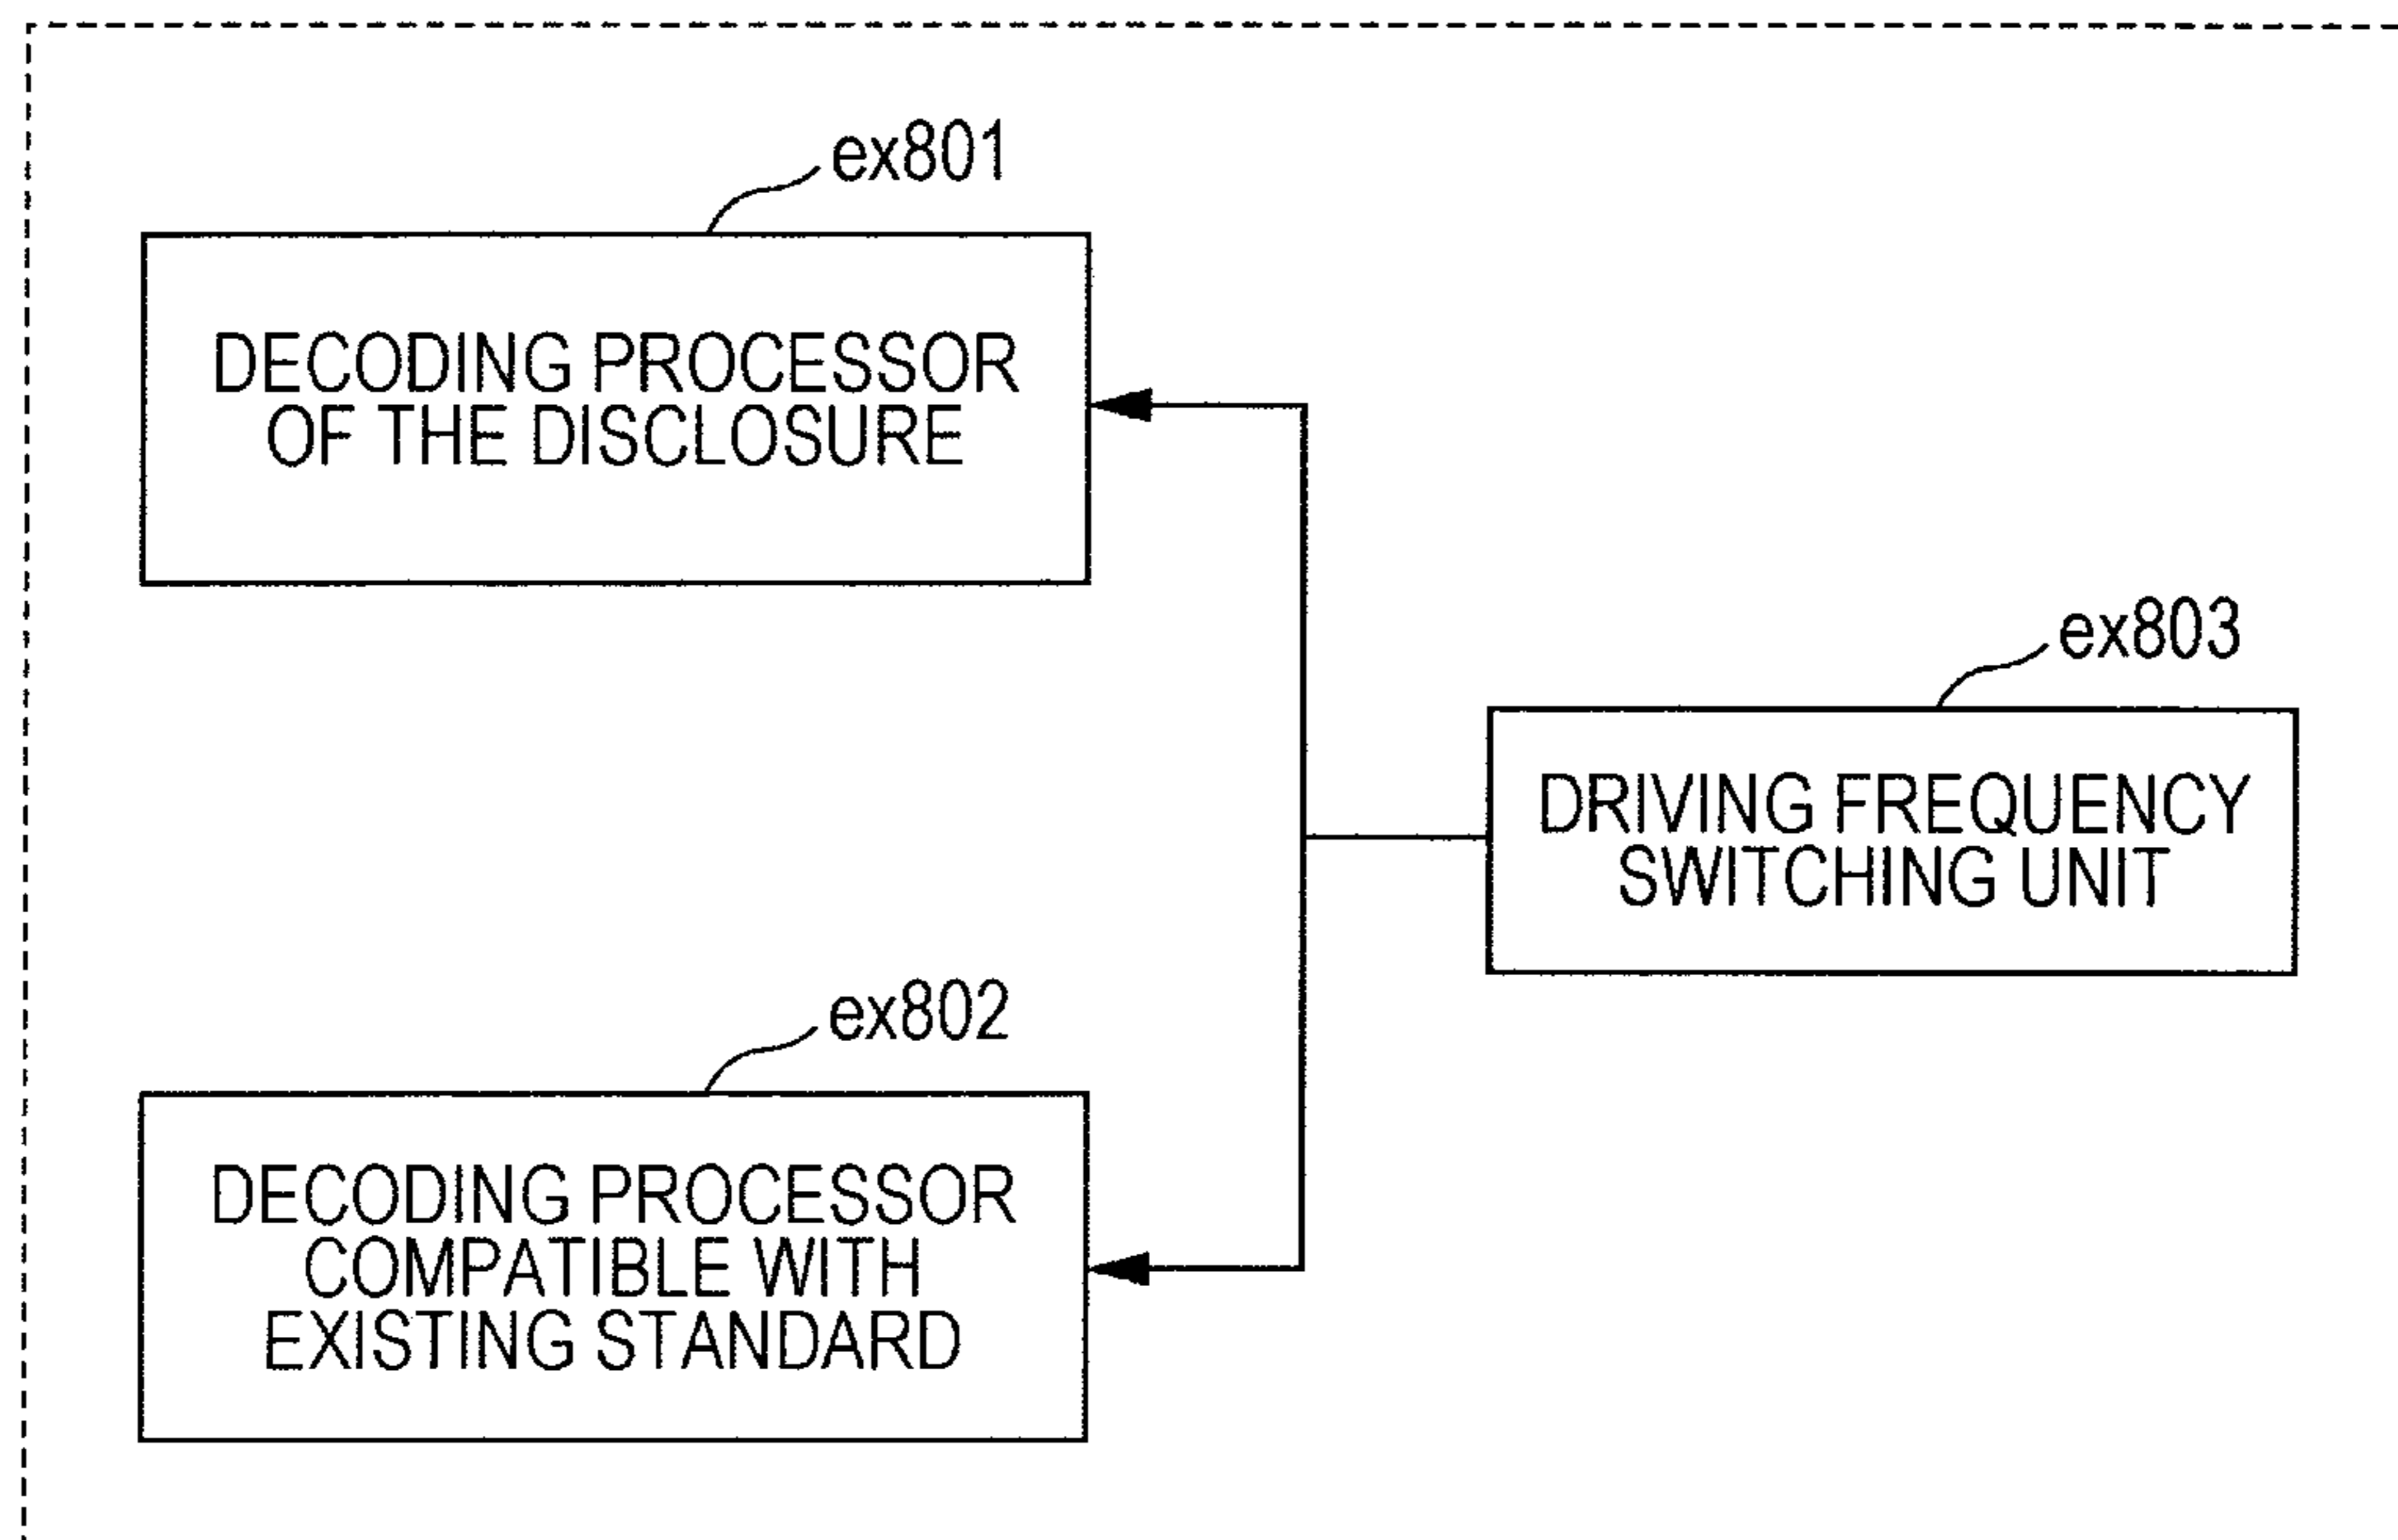 ex801
DECODING PROCESSOR
OF THE DISCLOSURE
ex803
DRIVING FREQUENCY
SWITCHING UNIT
ex802
DECODING PROCESSOR
COMPATIBLE WITH
EXISTING STANDARD